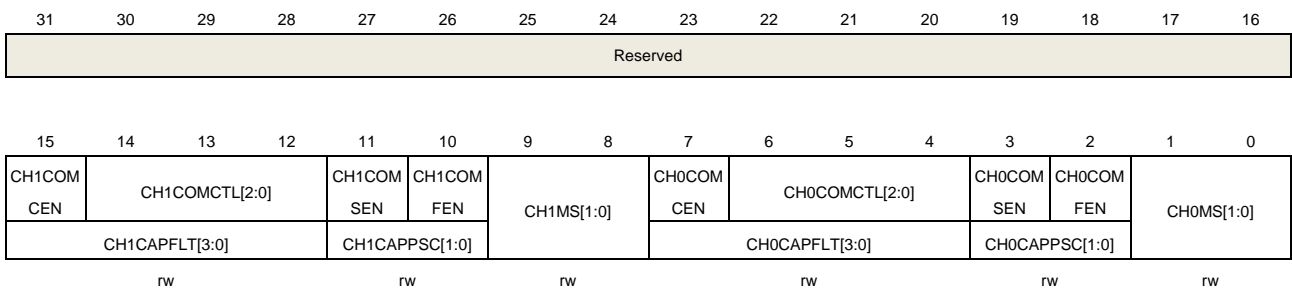 31 30 29 28 27 26 25 24 23 22 21 20 19 18 17 16
Reserved
15 14 13 12 11 10 9 8 7 6 5 4 3 2 1 0
CH1COM CEN CH1COMCTL[2:0] CH1COM SEN CH1COM FEN CH1MS[1:0] CH0COM CEN CH0COMCTL[2:0] CH0COM SEN CH0COM FEN CH0MS[1:0]
CH1CAPFLT[3:0] CH1CAPPSC[1:0] CH0CAPFLT[3:0] CH0CAPPSC[1:0]
rw rw rw rw rw rw